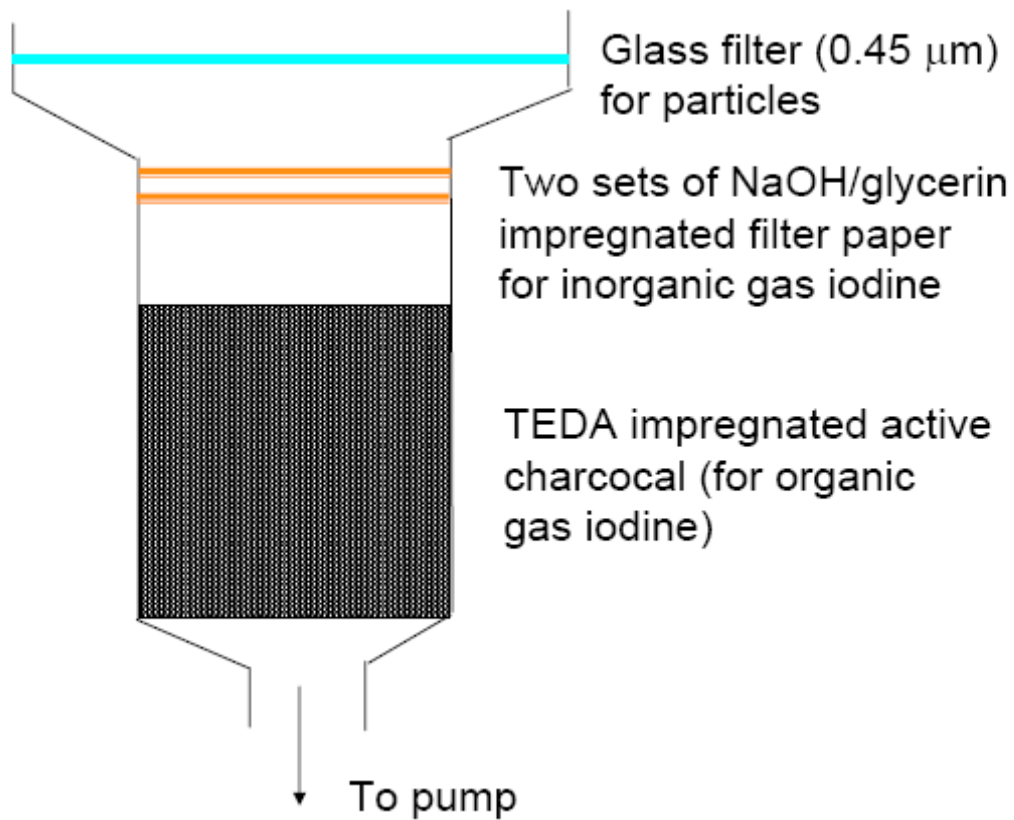 Glass filter (0.45 μm)
for particles
Two sets of NaOH/glycerin
impregnated filter paper
for inorganic gas iodine
TEDA impregnated active
charcocal (for organic
gas iodine)
To pump